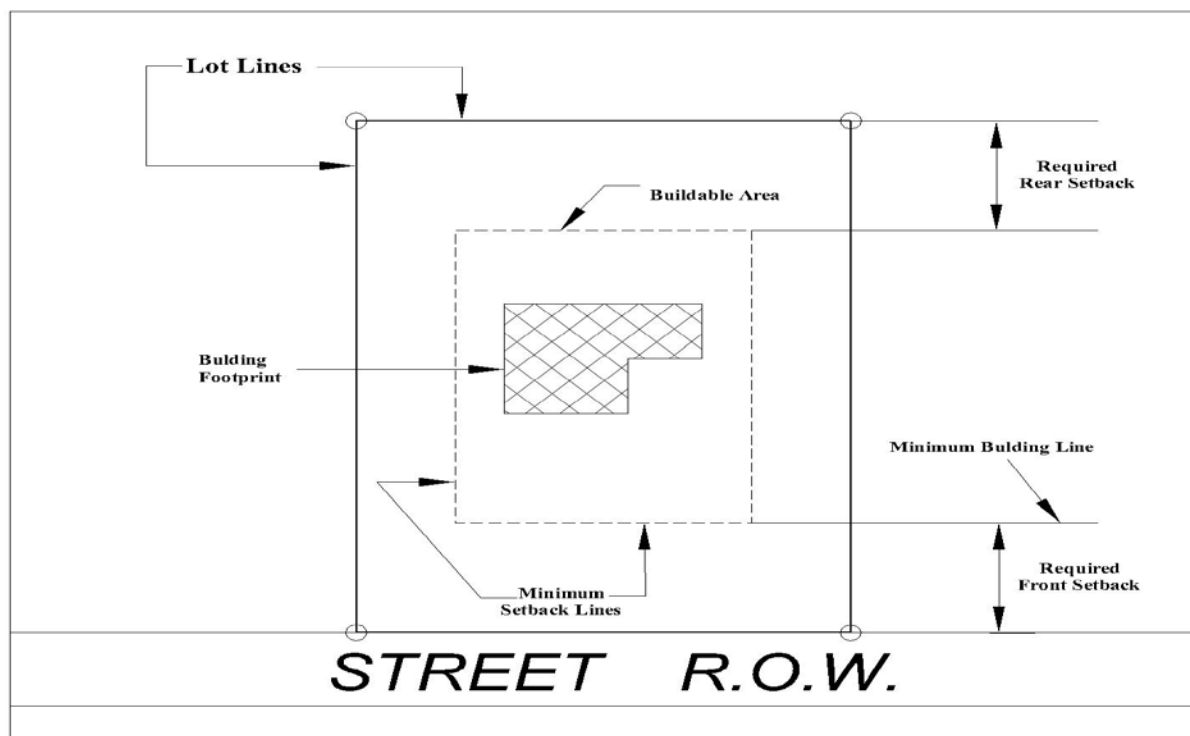 Lot Lines
Required
Rear Setback
Buildable Area
Bulding
Footprint
Minimum Bulding Line
Required
Front Setback
Minimum
Setback Lines
STREET R.O.W.